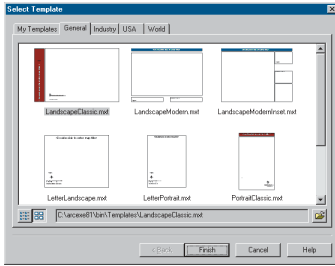 Select Template
My Templates General Industry USA World
LandscapeClassic.mxt LandscapeModern.mxt LandscapeModernInset.mxt
LetterLandscape.mxt LetterPortrait.mxt PortraitClassic.mxt
C:\arcexe81\bin\Templates\LandscapeClassic.mxt
< Back Finish Cancel Help